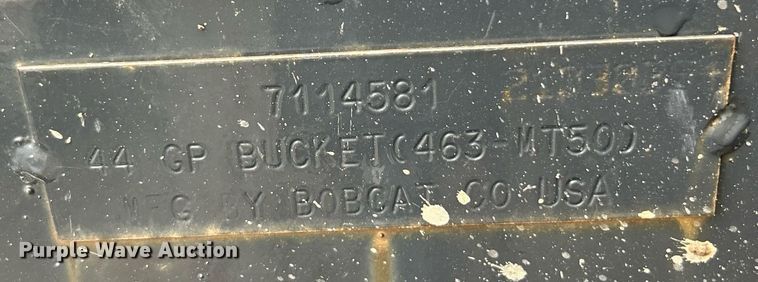 7114581
44 GP BUCKET(463-MT50)
MFG BY BOBCAT CO-USA
Purple Wave Auction